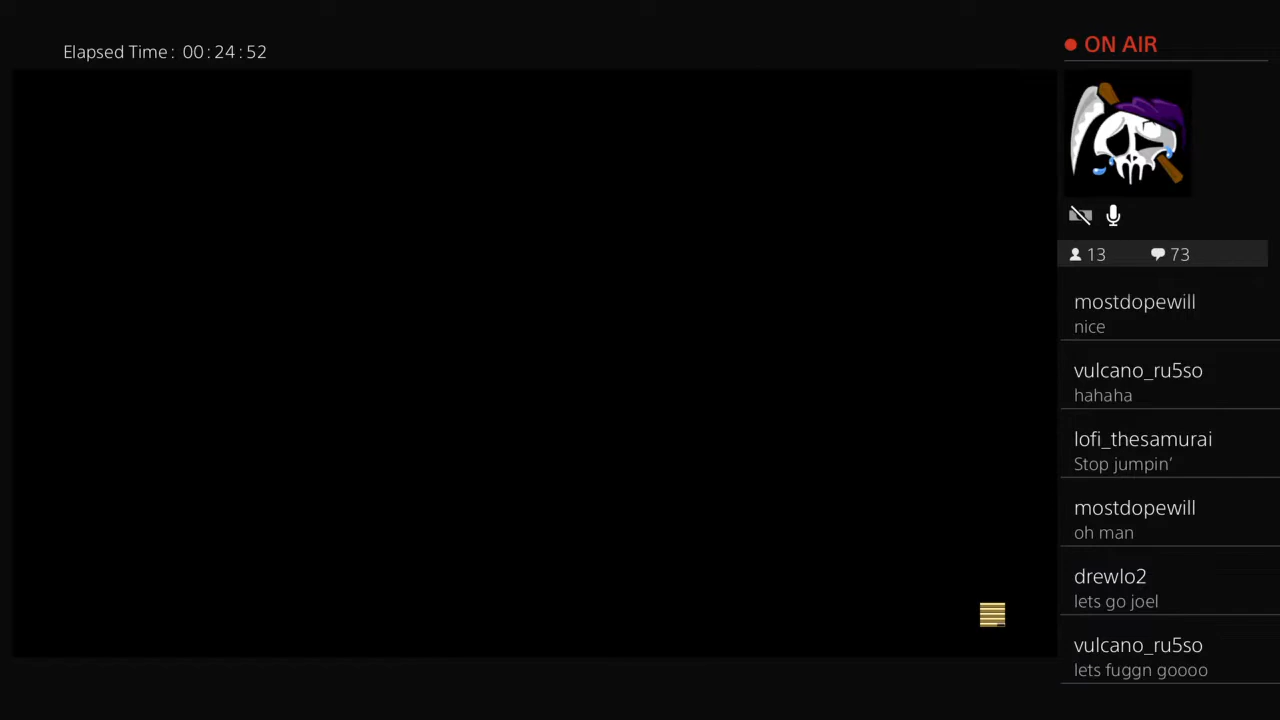 Elapsed Time: 00:24:52
ON AIR
13 73
mostdopewill
nice
vulcano_ru5so
hahaha
lofi_thesamurai
Stop jumpin’
mostdopewill
oh man
drewlo2
lets go joel
vulcano_ru5so
lets fuggn goooo